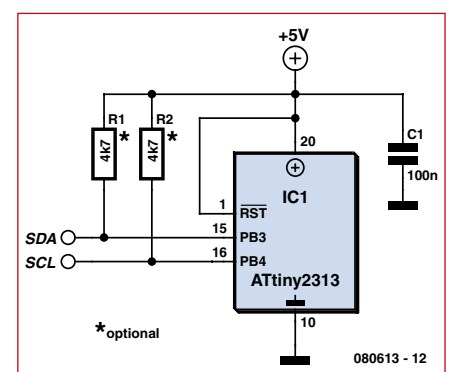 +5V
R1
*
R2
*
4k7
4k7
20
C1
100n
IC1
1
RST
SDA
15
PB3
SCL
16
PB4
ATtiny2313
10
*optional
080613 - 12